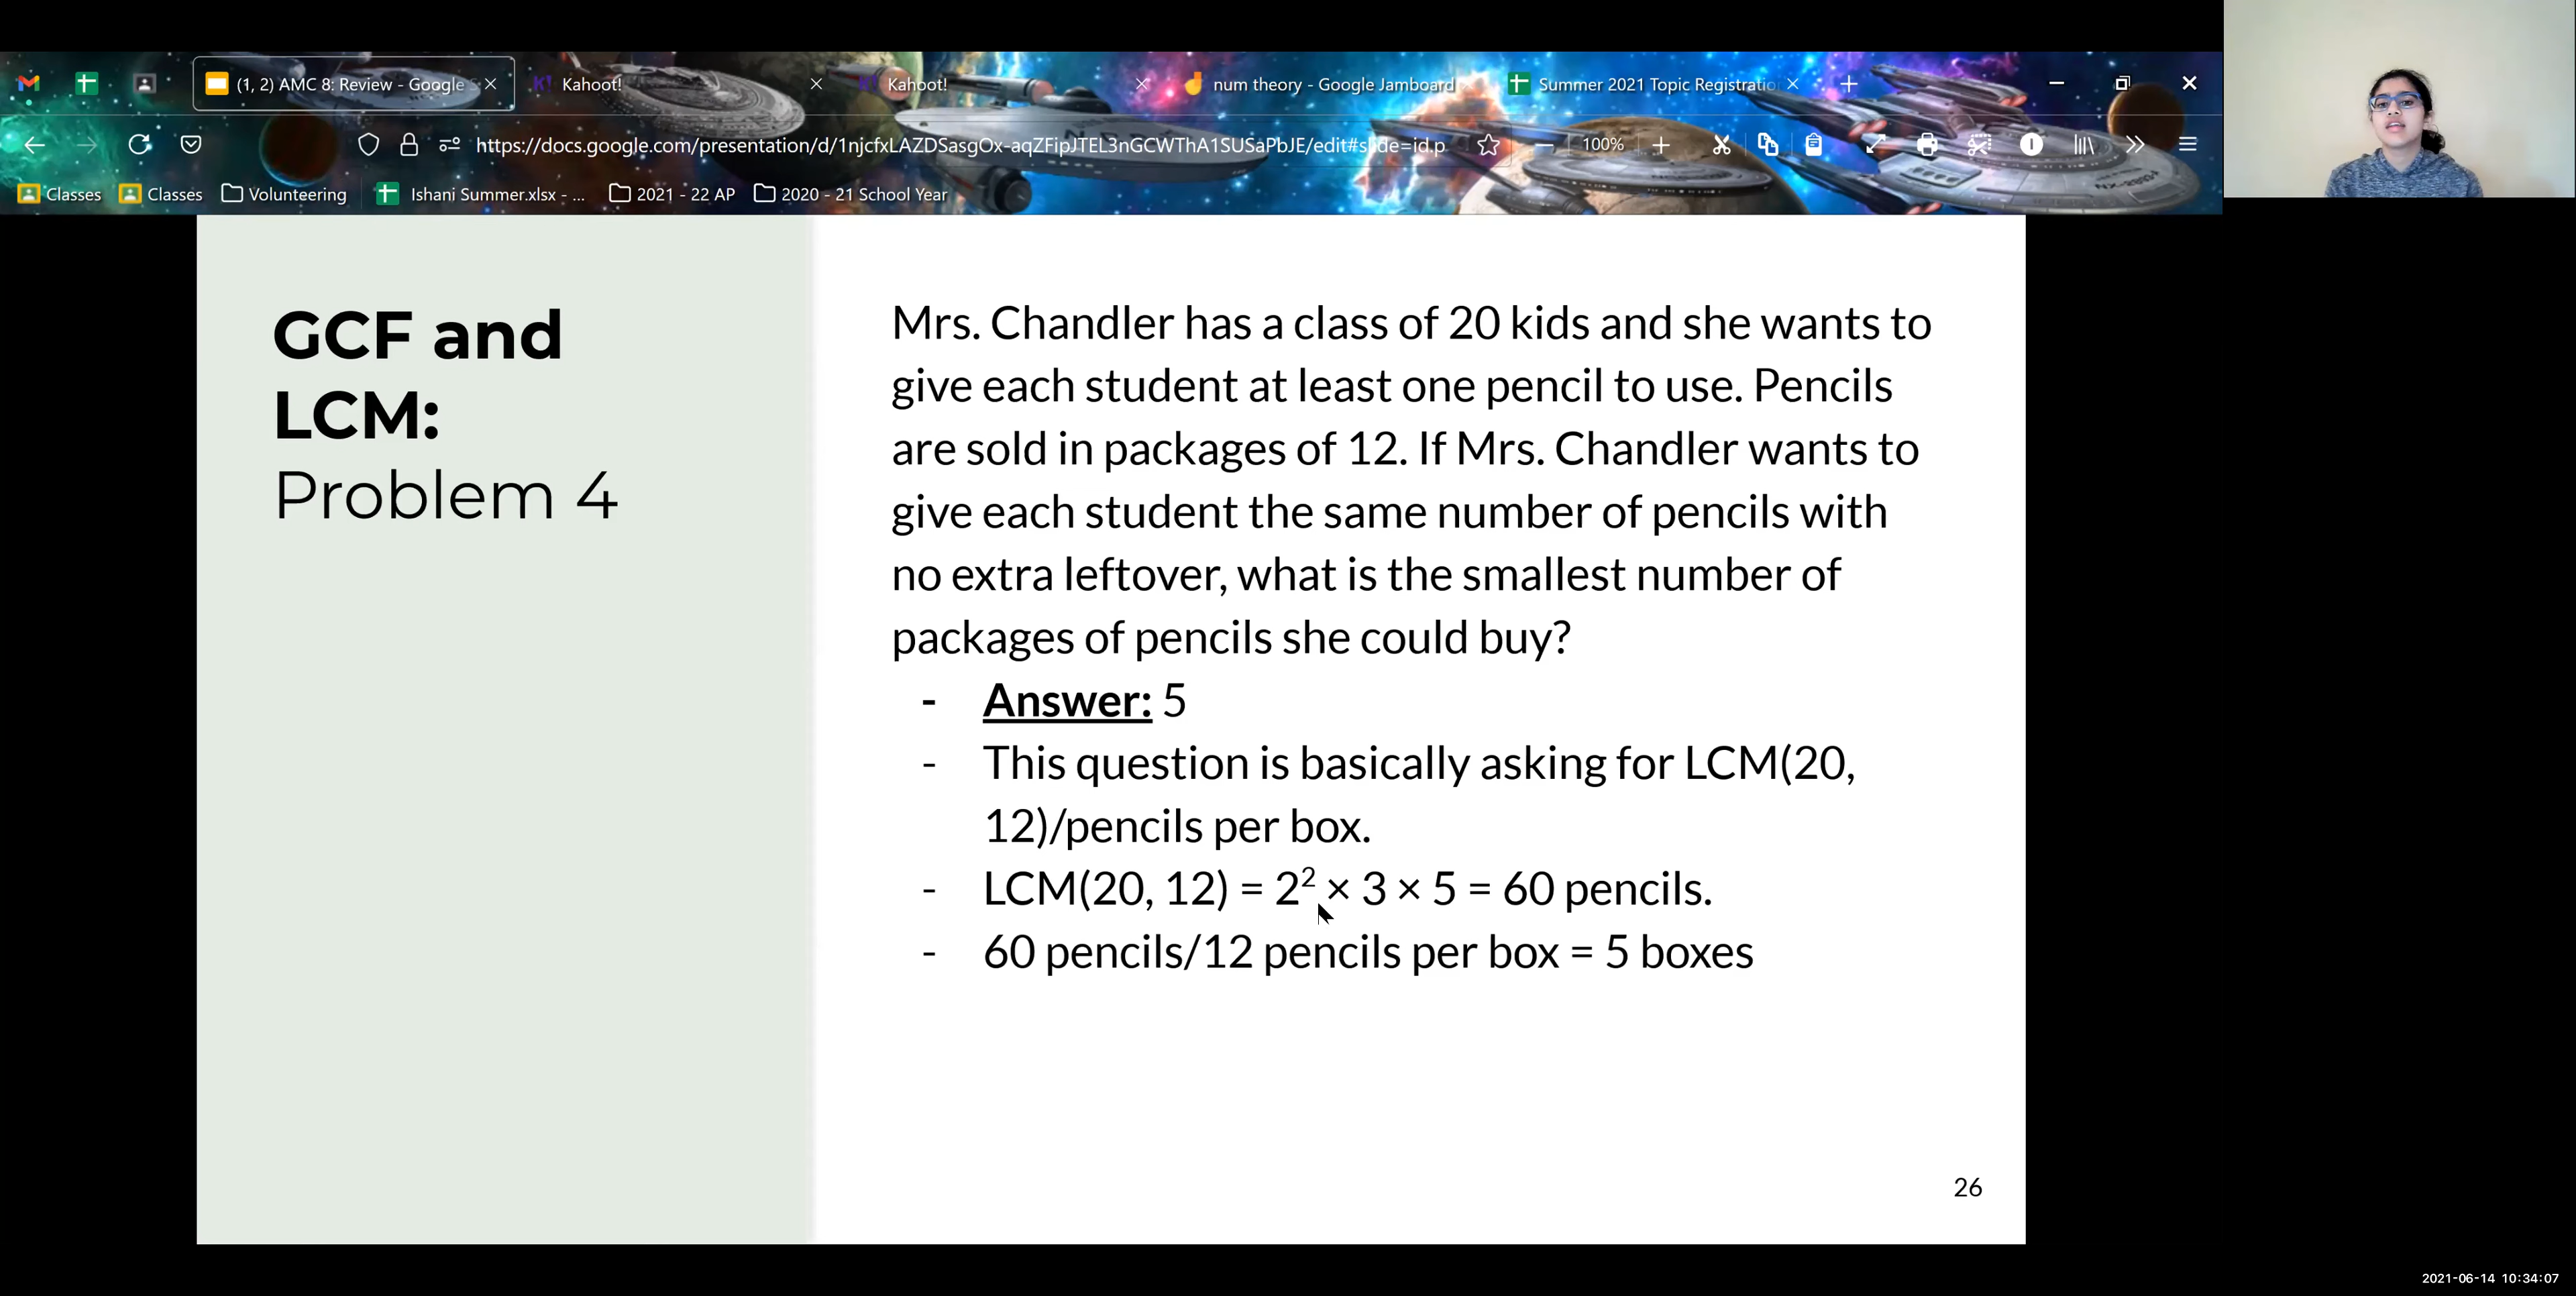 (1, 2) AMC 8: Review - Google S
Kahoot!
Kahoot!
num theory - Google Jamboard
Summer 2021 Topic Registratio
https://docs.google.com/presentation/d/1njcfxLAZDSasgOx-aqZFipJTEL3nGCWThA1SUSaPbJE/edit#slide=id.p
100%
Classes
Classes
Volunteering
Ishani Summer.xlsx - ...
2021 - 22 AP
2020 - 21 School Year
GCF and
LCM:
Problem 4
Mrs. Chandler has a class of 20 kids and she wants to
give each student at least one pencil to use. Pencils
are sold in packages of 12. If Mrs. Chandler wants to
give each student the same number of pencils with
no extra leftover, what is the smallest number of
packages of pencils she could buy?
- Answer: 5
- This question is basically asking for LCM(20,
12)/pencils per box.
- LCM(20, 12) = 2² × 3 × 5 = 60 pencils.
- 60 pencils/12 pencils per box = 5 boxes
26
2021-06-14 10:34:07